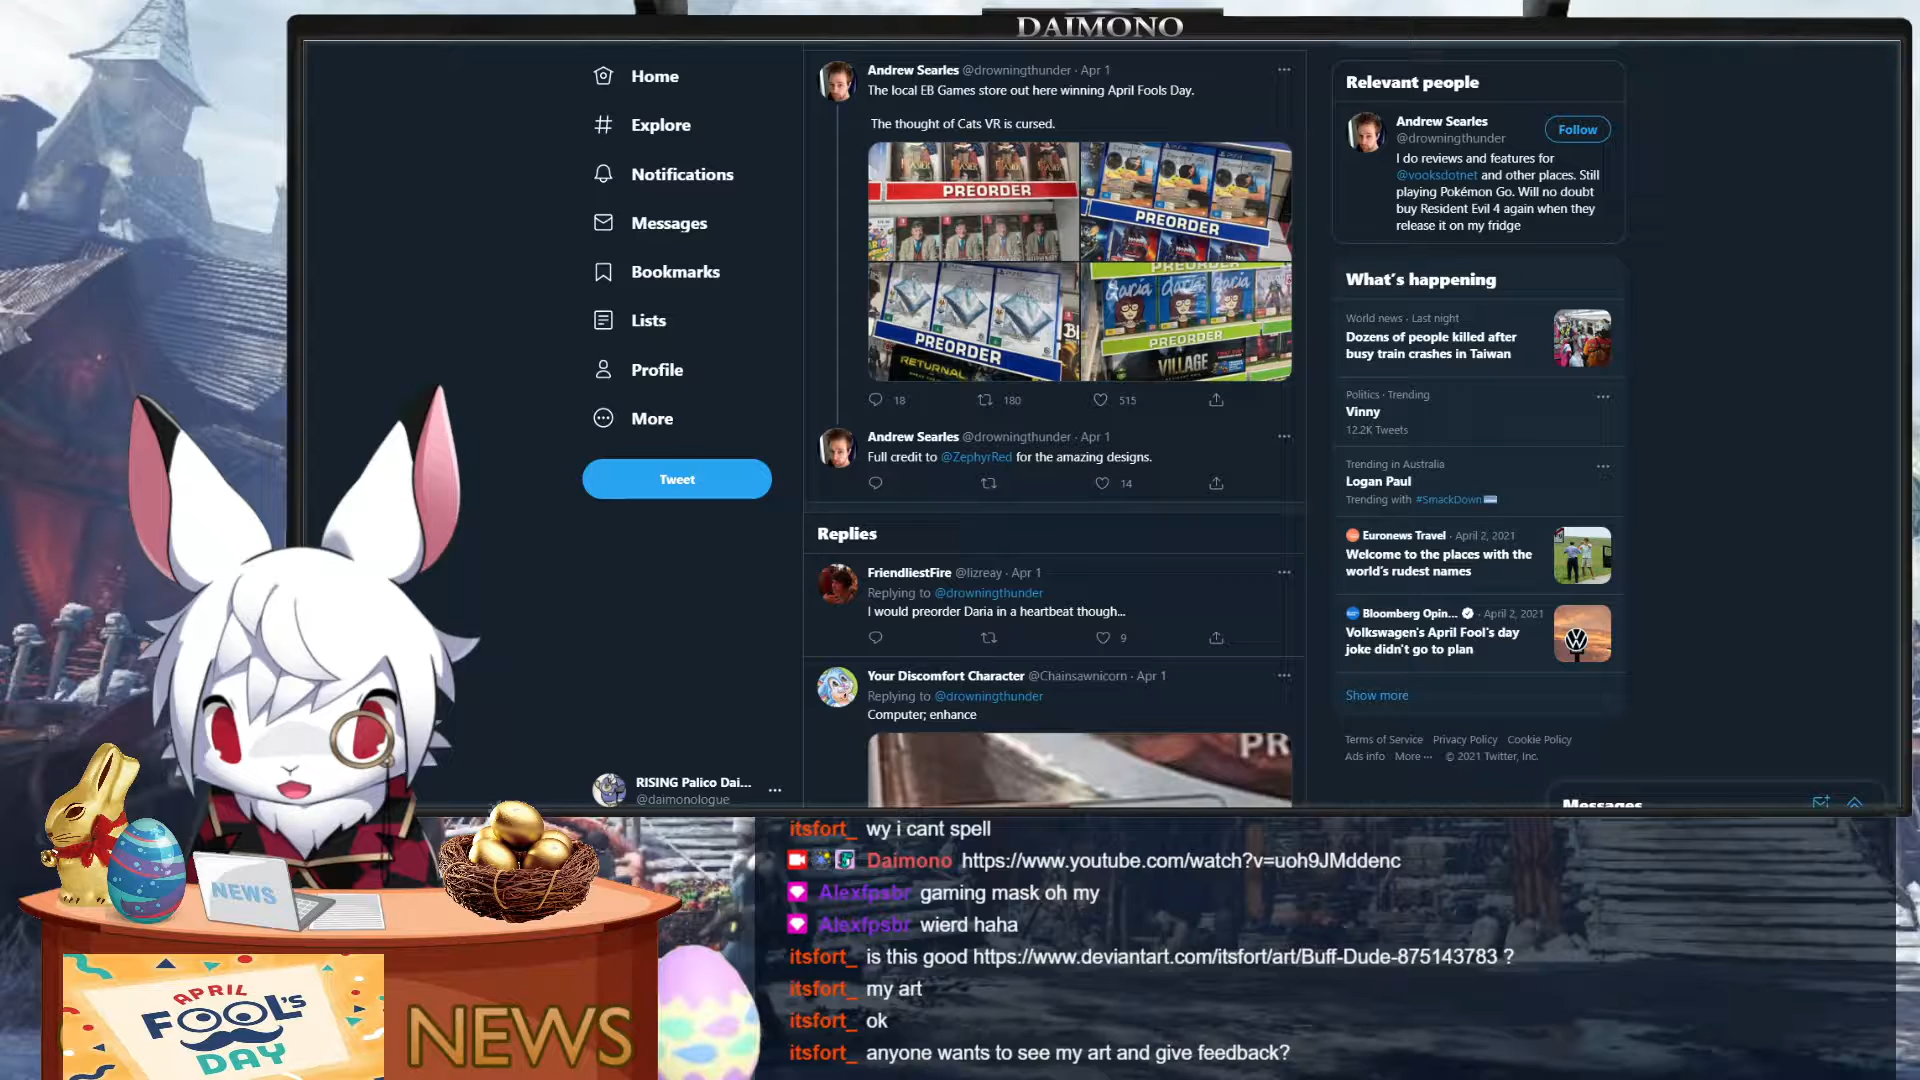 DAIMONO
Home
Explore
Notifications
Messages
Bookmarks
Lists
Profile
More
Tweet
RISING Palico Dai...
@daimonologue
Andrew Searles @drowningthunder · Apr 1
The local EB Games store out here winning April Fools Day.
The thought of Cats VR is cursed.
PREORDER
PREORDER
PREORDER
RETURNAL
PREORDER
daria daria daria
PREORDER
VILLAGE
18
180
515
Andrew Searles @drowningthunder · Apr 1
Full credit to @ZephyrRed for the amazing designs.
14
Replies
FriendliestFire @lizreay · Apr 1
Replying to @drowningthunder
I would preorder Daria in a heartbeat though...
9
Your Discomfort Character @Chainsawnicorn · Apr 1
Replying to @drowningthunder
Computer; enhance
PR
Relevant people
Andrew Searles
@drowningthunder
Follow
I do reviews and features for
@vooksdotnet and other places. Still
playing Pokémon Go. Will no doubt
buy Resident Evil 4 again when they
release it on my fridge
What's happening
World news · Last night
Dozens of people killed after
busy train crashes in Taiwan
Politics · Trending
Vinny
12.2K Tweets
Trending in Australia
Logan Paul
Trending with #SmackDown
Euronews Travel · April 2, 2021
Welcome to the places with the
world's rudest names
Bloomberg Opin... · April 2, 2021
Volkswagen's April Fool's day
joke didn't go to plan
Show more
Terms of Service Privacy Policy Cookie Policy
Ads info More ··· © 2021 Twitter, Inc.
Messages
itsfort_ wy i cant spell
Daimono https://www.youtube.com/watch?v=uoh9JMddenc
Alexfpsbr gaming mask oh my
Alexfpsbr wierd haha
itsfort_ is this good https://www.deviantart.com/itsfort/art/Buff-Dude-875143783 ?
itsfort_ my art
itsfort_ ok
itsfort_ anyone wants to see my art and give feedback?
NEWS
APRIL
FOOL'S
DAY
NEWS